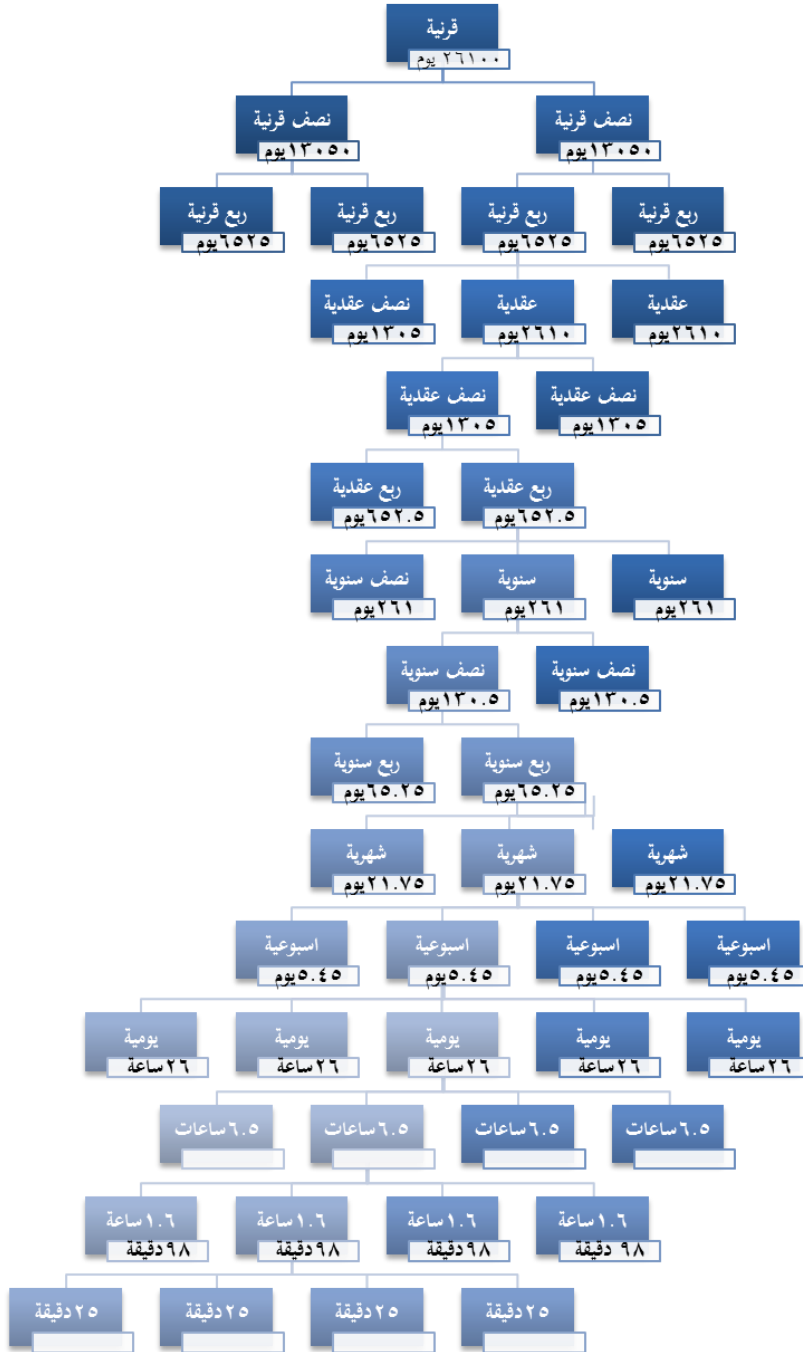 قرنية
٢٦١٠٠ يوم
نصف قرنية
١٣٠٥٠يوم
نصف قرنية
١٣٠٥٠يوم
ربع قرنية
٦٥٢٥يوم
ربع قرنية
٦٥٢٥يوم
ربع قرنية
٦٥٢٥يوم
ربع قرنية
٦٥٢٥يوم
عقدية
٢٦١٠يوم
عقدية
٢٦١٠يوم
نصف عقدية
١٣٠٥يوم
نصف عقدية
١٣٠٥يوم
نصف عقدية
١٣٠٥يوم
ربع عقدية
٦٥٢.٥يوم
ربع عقدية
٦٥٢.٥يوم
سنوية
٢٦١يوم
سنوية
٢٦١يوم
نصف سنوية
٢٦١يوم
نصف سنوية
١٣٠.٥يوم
نصف سنوية
١٣٠.٥يوم
ربع سنوية
٦٥.٢٥يوم
ربع سنوية
٦٥.٢٥يوم
شهرية
٢١.٧٥يوم
شهرية
٢١.٧٥يوم
شهرية
٢١.٧٥يوم
اسبوعية
٥.٤٥يوم
اسبوعية
٥.٤٥يوم
اسبوعية
٥.٤٥يوم
اسبوعية
٥.٤٥يوم
يومية
٢٦ساعة
يومية
٢٦ساعة
يومية
٢٦ساعة
يومية
٢٦ساعة
يومية
٢٦ساعة
٦.٥ساعات
٦.٥ساعات
٦.٥ساعات
٦.٥ساعات
١.٦ساعة
٩٨ دقيقة
١.٦ساعة
٩٨دقيقة
١.٦ساعة
٩٨دقيقة
١.٦ساعة
٩٨دقيقة
٢٥دقيقة
٢٥دقيقة
٢٥دقيقة
٢٥دقيقة